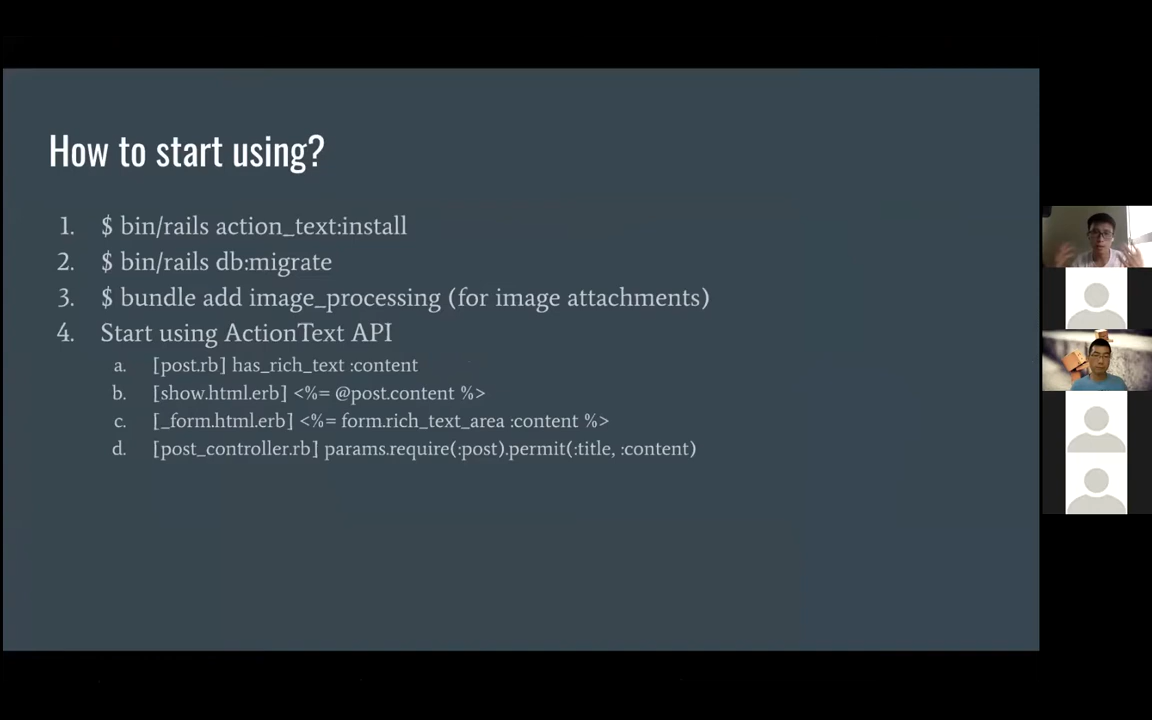 How to start using?
1. $ bin/rails action_text:install
2. $ bin/rails db:migrate
3. $ bundle add image_processing (for image attachments)
4. Start using ActionText API
a. [post.rb] has_rich_text :content
b. [show.html.erb] <%= @post.content %>
c. [_form.html.erb] <%= form.rich_text_area :content %>
d. [post_controller.rb] params.require(:post).permit(:title, :content)